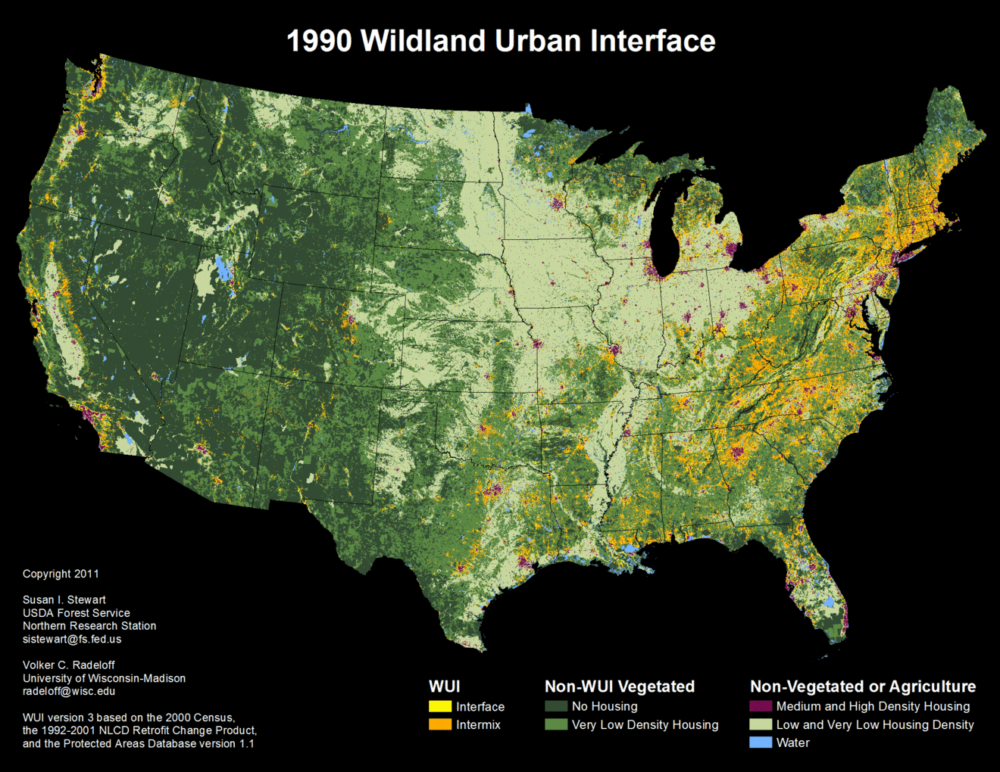 1990 Wildland Urban Interface
Copyright 2011
Susan I. Stewart
USDA Forest Service
Northern Research Station
sistewart@fs.fed.us
Volker C. Radeloff
University of Wisconsin-Madison
radeloff@wisc.edu
WUI version 3 based on the 2000 Census,
the 1992-2001 NLCD Retrofit Change Product,
and the Protected Areas Database version 1.1
WUI
Interface
Intermix
Non-WUI Vegetated
No Housing
Very Low Density Housing
Non-Vegetated or Agriculture
Medium and High Density Housing
Low and Very Low Housing Density
Water